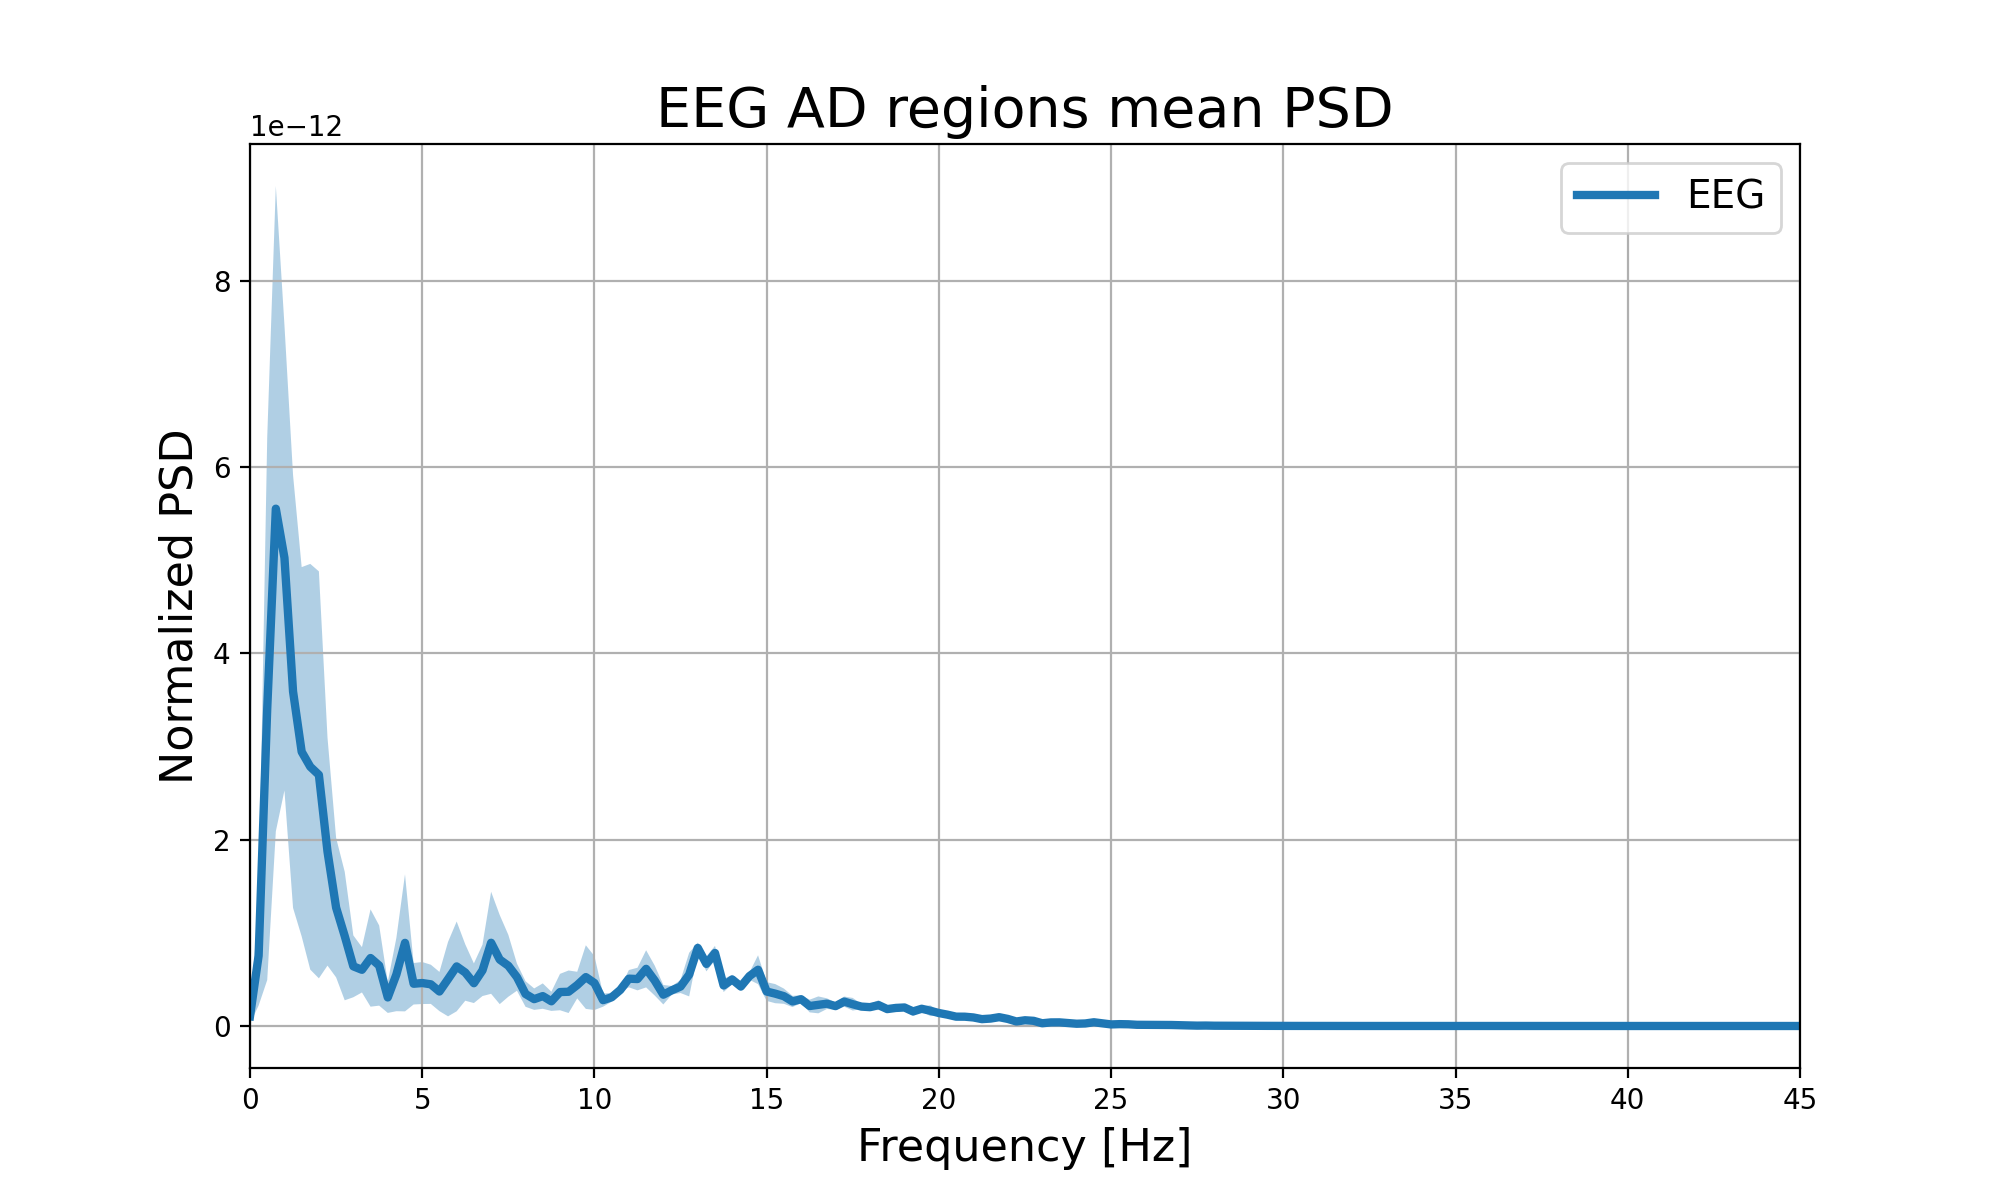 EEG AD regions mean PSD
1e−12
EEG
8
6
4
2
0
Normalized PSD
0 5 10 15 20 25 30 35 40 45
Frequency [Hz]